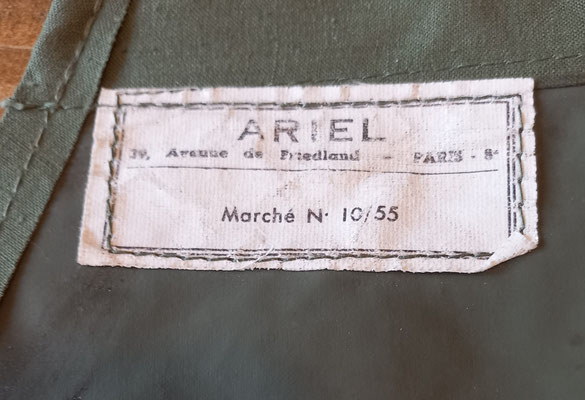 ARIEL
39, Avenue de Friedland - PARIS - 8e
Marché N· 10/55